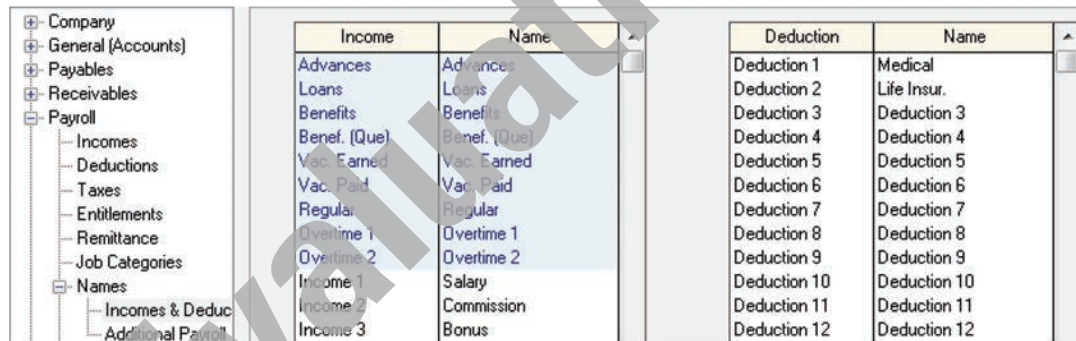 Company
General (Accounts)
Payables
Receivables
Payroll
Incomes
Deductions
Taxes
Entitlements
Remittance
Job Categories
Names
Incomes & Deduc
Additional Payroll
Income Name
Advances Advances
Loans Loans
Benefits Benefits
Benef. (Que) Benef. (Que)
Vac. Earned Vac. Earned
Vac. Paid Vac. Paid
Regular Regular
Overtime 1 Overtime 1
Overtime 2 Overtime 2
Income 1 Salary
Income 2 Commission
Income 3 Bonus
Deduction Name
Deduction 1 Medical
Deduction 2 Life Insur.
Deduction 3 Deduction 3
Deduction 4 Deduction 4
Deduction 5 Deduction 5
Deduction 6 Deduction 6
Deduction 7 Deduction 7
Deduction 8 Deduction 8
Deduction 9 Deduction 9
Deduction 10 Deduction 10
Deduction 11 Deduction 11
Deduction 12 Deduction 12